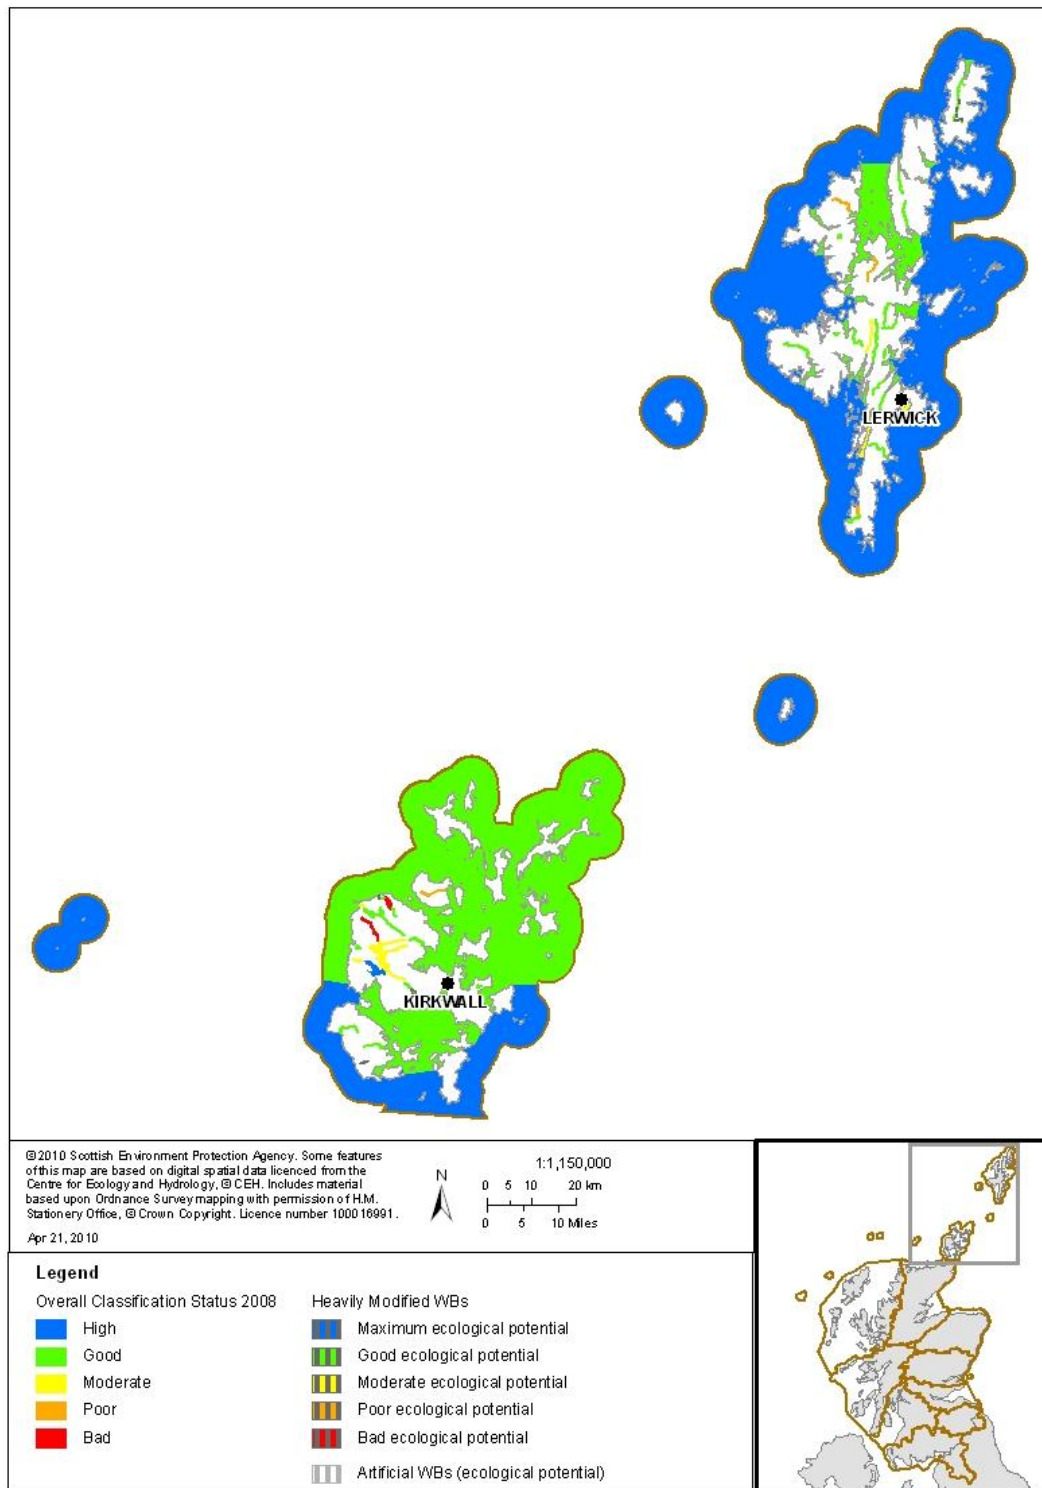 LERWICK
KIRKWALL
©2010 Scottish Environment Protection Agency. Some features
of this map are based on digital spatial data licenced from the
Centre for Ecology and Hydrology, © CEH. Includes material
based upon Ordnance Survey mapping with permission of H.M.
Stationery Office, © Crown Copyright. Licence number 100016991.
Apr 21, 2010
N
1:1,150,000
0 5 10 20 km
0 5 10 Miles
Legend
Overall Classification Status 2008
High
Good
Moderate
Poor
Bad
Heavily Modified WBs
Maximum ecological potential
Good ecological potential
Moderate ecological potential
Poor ecological potential
Bad ecological potential
Artificial WBs (ecological potential)